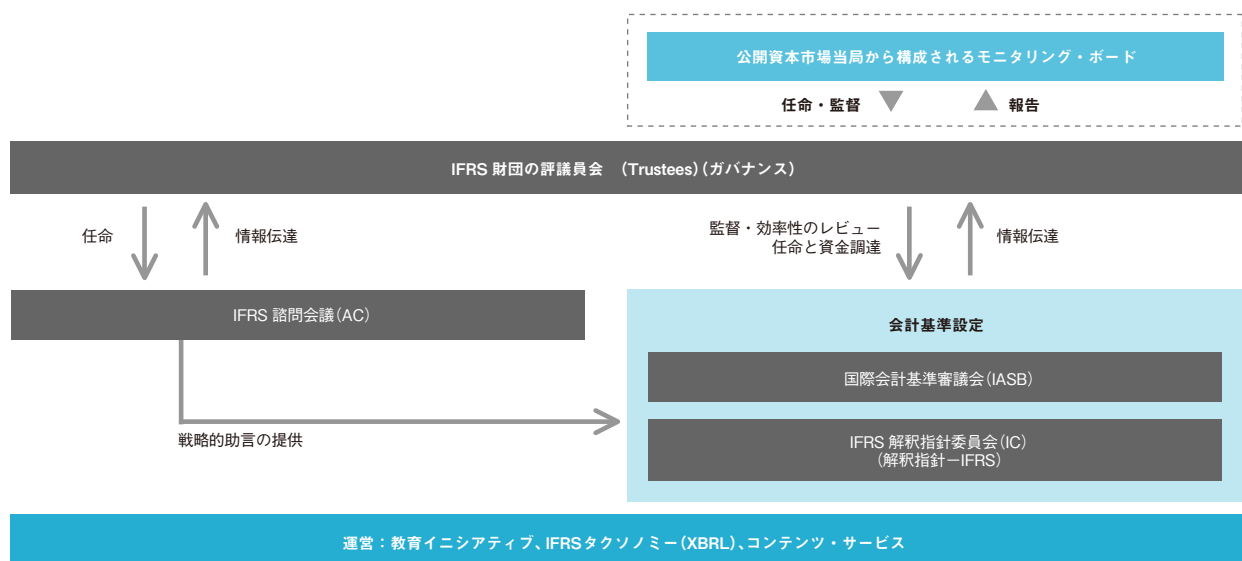 公開資本市場当局から構成されるモニタリング・ボード
任命・監督
報告
IFRS 財団の評議員会 (Trustees)(ガバナンス)
任命
情報伝達
監督・効率性のレビュー
任命と資金調達
情報伝達
IFRS 諮問会議(AC)
会計基準設定
国際会計基準審議会(IASB)
IFRS 解釈指針委員会(IC)
(解釈指針ーIFRS)
戦略的助言の提供
運営:教育イニシアティブ、IFRSタクソノミー(XBRL)、コンテンツ・サービス